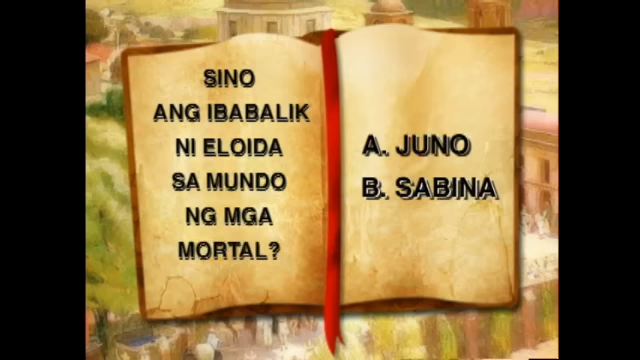 SINO
ANG IBABALIK
NI ELOIDA
SA MUNDO
NG MGA
MORTAL?
A. JUNO
B. SABINA